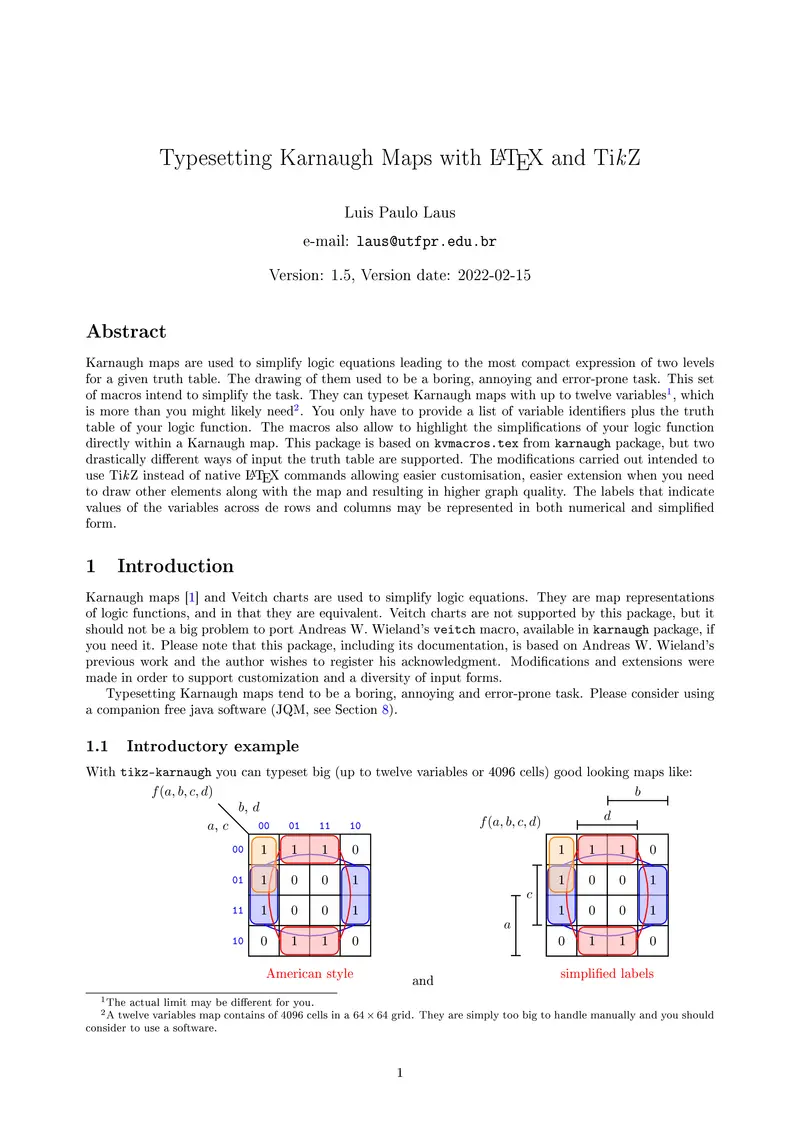 Typesetting Karnaugh Maps with LATEX and TikZ
Luis Paulo Laus
e-mail: laus@utfpr.edu.br
Version: 1.5, Version date: 2022-02-15
Abstract
Karnaugh maps are used to simplify logic equations leading to the most compact expression of two levels
for a given truth table. The drawing of them used to be a boring, annoying and error-prone task. This set
of macros intend to simplify the task. They can typeset Karnaugh maps with up to twelve variables1, which
is more than you might likely need2. You only have to provide a list of variable identifiers plus the truth
table of your logic function. The macros also allow to highlight the simplifications of your logic function
directly within a Karnaugh map. This package is based on kvmacros.tex from karnaugh package, but two
drastically different ways of input the truth table are supported. The modifications carried out intended to
use TikZ instead of native LATEX commands allowing easier customisation, easier extension when you need
to draw other elements along with the map and resulting in higher graph quality. The labels that indicate
values of the variables across de rows and columns may be represented in both numerical and simplified
form.
1 Introduction
Karnaugh maps [1] and Veitch charts are used to simplify logic equations. They are map representations
of logic functions, and in that they are equivalent. Veitch charts are not supported by this package, but it
should not be a big problem to port Andreas W. Wieland's veitch macro, available in karnaugh package, if
you need it. Please note that this package, including its documentation, is based on Andreas W. Wieland's
previous work and the author wishes to register his acknowledgment. Modifications and extensions were
made in order to support customization and a diversity of input forms.
Typesetting Karnaugh maps tend to be a boring, annoying and error-prone task. Please consider using
a companion free java software (JQM, see Section 8).
1.1 Introductory example
With tikz-karnaugh you can typeset big (up to twelve variables or 4096 cells) good looking maps like:
f(a, b, c, d)
b, d
a, c
00 01 11 10
00 1 1 1 0
01 1 0 0 1
11 1 0 0 1
10 0 1 1 0
American style
and
b
f(a, b, c, d)
d
1 1 1 0
1 0 0 1
c
1 0 0 1
a
0 1 1 0
simplified labels
1The actual limit may be different for you.
2A twelve variables map contains of 4096 cells in a 64 × 64 grid. They are simply too big to handle manually and you should
consider to use a software.
1